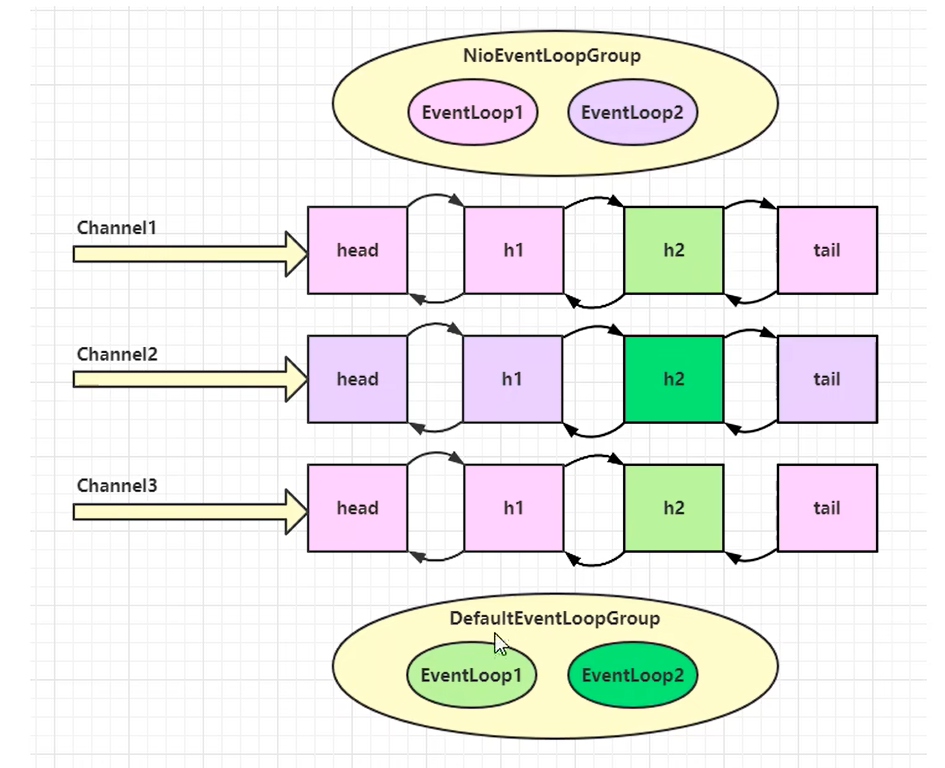 NioEventLoopGroup
EventLoop1 EventLoop2
Channel1
head h1 h2 tail
Channel2
head h1 h2 tail
Channel3
head h1 h2 tail
DefaultEventLoopGroup
EventLoop1 EventLoop2